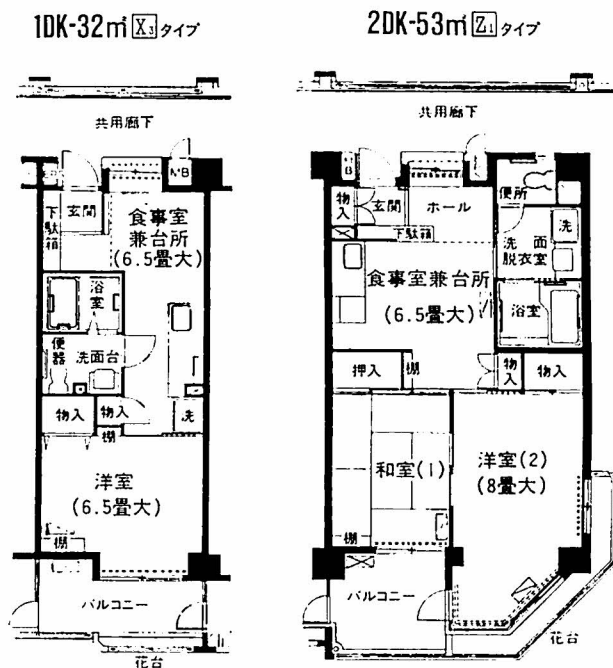 1DK-32㎡ X₃ タイプ
共用廊下
MB
下駄箱
玄関
食事室
兼台所
(6.5畳大)
浴室
便器
洗面台
物入
物入
棚
洗
洋室
(6.5畳大)
棚
バルコニー
花台
2DK-53㎡ Z₁ タイプ
共用廊下
MB
物入
玄関
ホール
便所
下駄箱
洗面
脱衣室
洗
食事室兼台所
(6.5畳大)
浴室
押入
棚
物入
物入
和室(1)
洋室(2)
(8畳大)
棚
バルコニー
花台